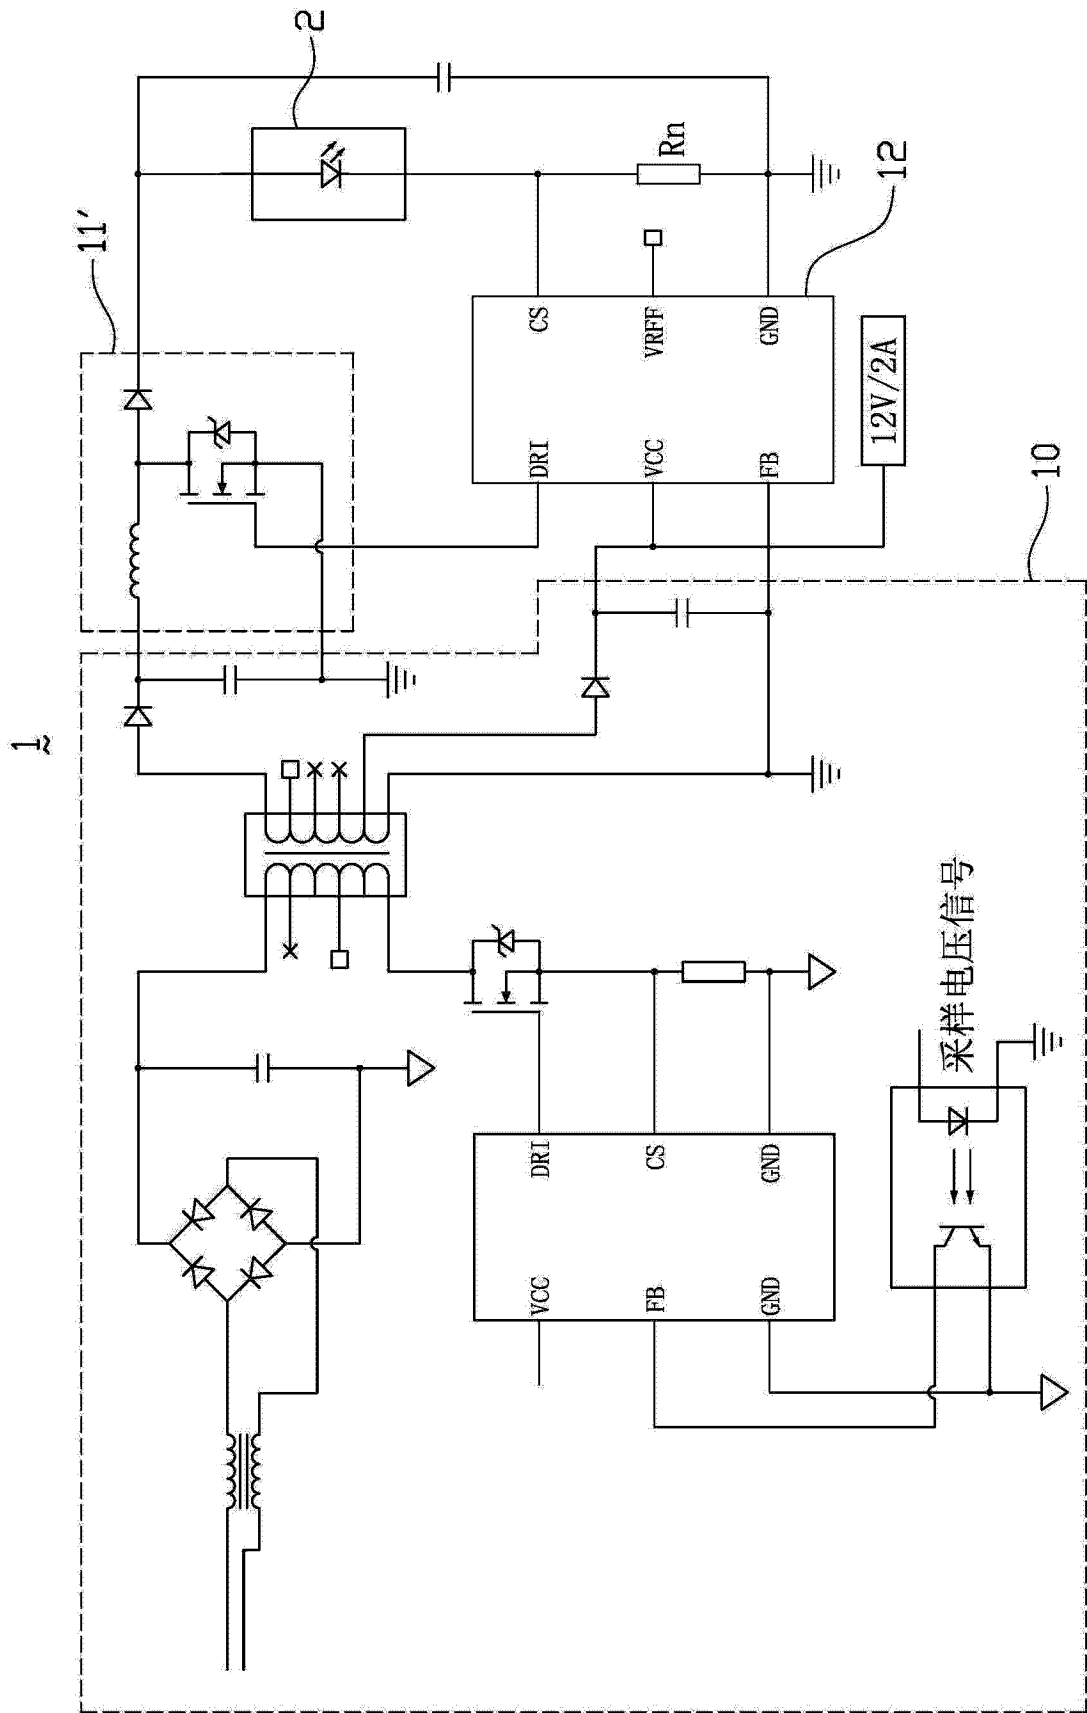 1
10
11'
2
12
DRI
CS
VCC
VRFF
FB
GND
Rn
12V/2A
VCC
DRI
FB
CS
GND
GND
采样电压信号